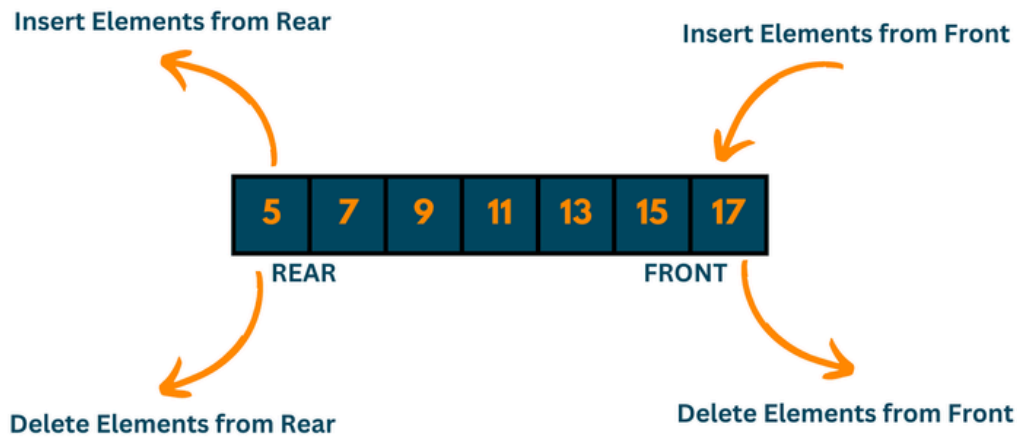 Insert Elements from Rear
Insert Elements from Front
5 7 9 11 13 15 17
REAR FRONT
Delete Elements from Rear
Delete Elements from Front